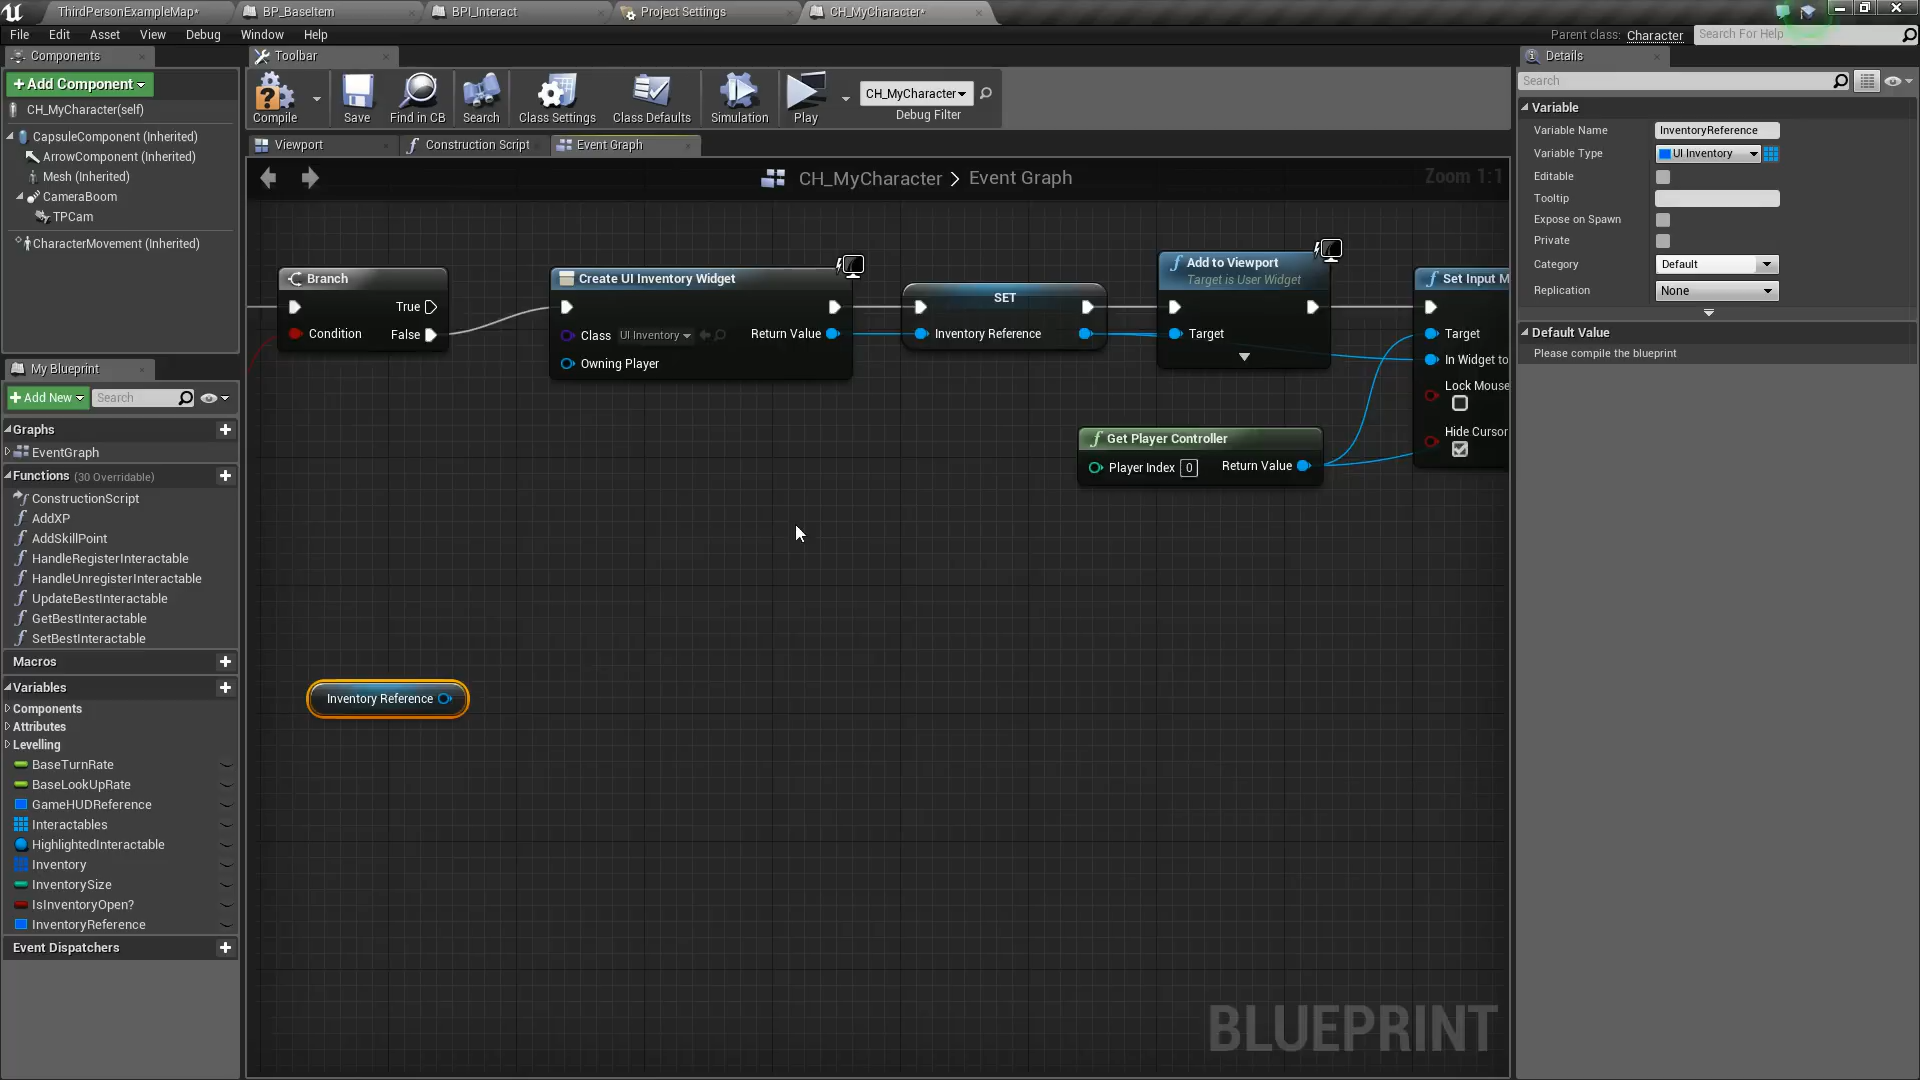 ThirdPersonExampleMap*
BP_BaseItem
BPI_Interact
Project Settings
CH_MyCharacter*
File
Edit
Asset
View
Debug
Window
Help
Parent class: Character
Search For Help
Components
Toolbar
Details
+Add Component
Search
CH_MyCharacter(self)
CapsuleComponent (Inherited)
ArrowComponent (Inherited)
Mesh (Inherited)
CameraBoom
TPCam
CharacterMovement (Inherited)
Compile
Save
Find in CB
Search
Class Settings
Class Defaults
Simulation
Play
CH_MyCharacter
Debug Filter
Viewport
Construction Script
Event Graph
CH_MyCharacter > Event Graph
Zoom 1:1
Branch
True
Condition
False
Create UI Inventory Widget
Class UI Inventory
Return Value
Owning Player
SET
Inventory Reference
Add to Viewport
Target is User Widget
Target
Set Input M
Target
In Widget to
Lock Mouse
Hide Cursor
Get Player Controller
Player Index 0
Return Value
Inventory Reference
BLUEPRINT
My Blueprint
+Add New
Search
Graphs
EventGraph
Functions (30 Overridable)
ConstructionScript
AddXP
AddSkillPoint
HandleRegisterInteractable
HandleUnregisterInteractable
UpdateBestInteractable
GetBestInteractable
SetBestInteractable
Macros
Variables
Components
Attributes
Levelling
BaseTurnRate
BaseLookUpRate
GameHUDReference
Interactables
HighlightedInteractable
Inventory
InventorySize
IsInventoryOpen?
InventoryReference
Event Dispatchers
Variable
Variable Name
InventoryReference
Variable Type
UI Inventory
Editable
Tooltip
Expose on Spawn
Private
Category
Default
Replication
None
Default Value
Please compile the blueprint